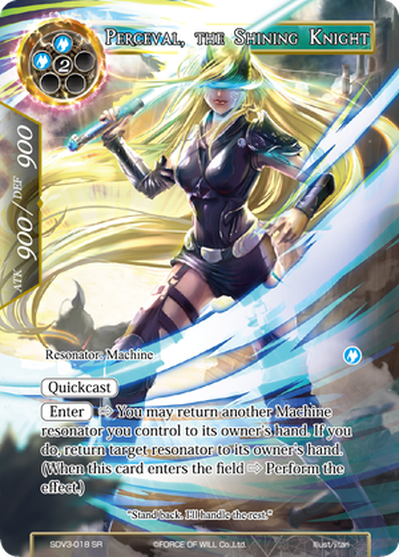 Perceval, the Shining Knight
2
ATK 900 / DEF 900
Resonator: Machine
Quickcast
Enter ⇨ You may return another Machine
resonator you control to its owner's hand. If you
do, return target resonator to its owner's hand.
(When this card enters the field ⇨ Perform the
effect.)
"Stand back. I'll handle the rest."
SDV3-018 SR ©FORCE OF WILL Co.,Ltd. Illust/stari